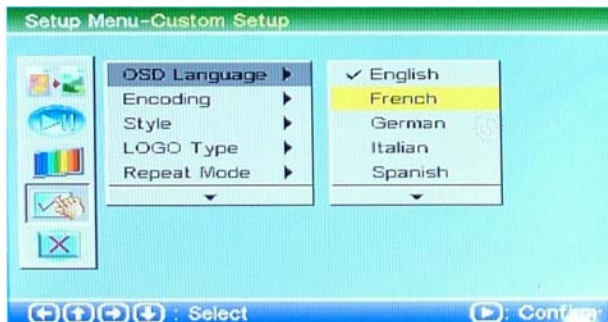 Setup Menu-Custom Setup
OSD Language
Encoding
Style
LOGO Type
Repeat Mode
English
French
German
Italian
Spanish
: Select
: Confirm